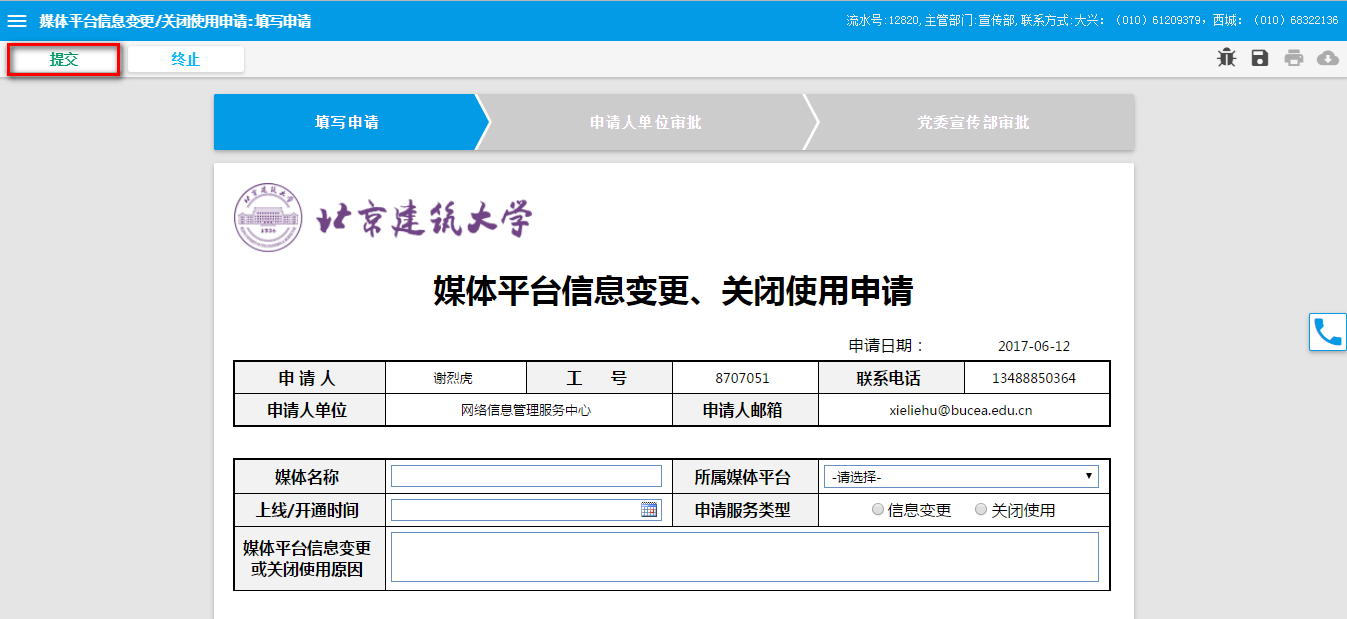 媒体平台信息变更/关闭使用申请:填写申请
流水号:12820,主管部门:宣传部,联系方式:大兴：（010）61209379，西城：（010）68322136
提交 终止
填写申请 申请人单位审批 党委宣传部审批
北京建筑大学
媒体平台信息变更、关闭使用申请
申请日期： 2017-06-12
申 请 人 谢烈虎 工 号 8707051 联系电话 13488850364
申请人单位 网络信息管理服务中心 申请人邮箱 xieliehu@bucea.edu.cn
媒体名称 所属媒体平台 -请选择-
上线/开通时间 申请服务类型 信息变更 关闭使用
媒体平台信息变更
或关闭使用原因